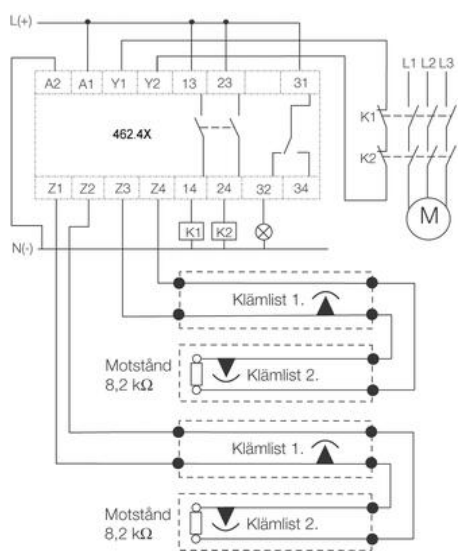 L(+)
A2 A1 Y1 Y2 13 23 31
L1 L2 L3
K1
462.4X
K2
Z1 Z2 Z3 Z4 14 24 32 34
M
K1 K2
N(-)
Klämlist 1.
Motstånd
8,2 kΩ
Klämlist 2.
Klämlist 1.
Motstånd
8,2 kΩ
Klämlist 2.